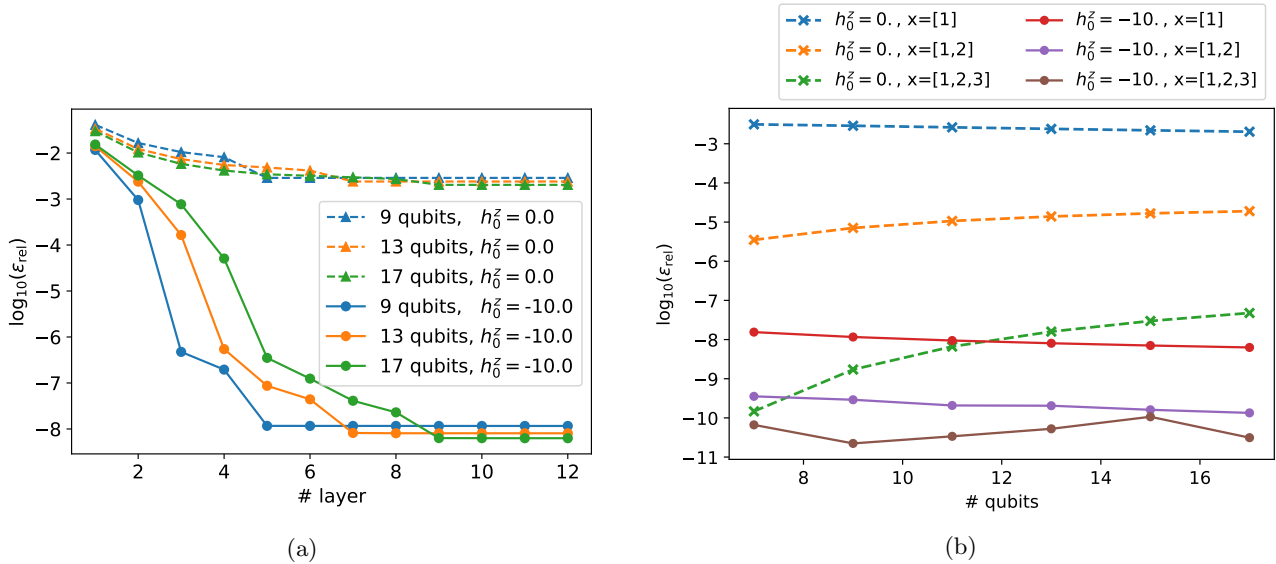 −2
−3
−4
−5
−6
−7
−8
log₁₀(ε_rel)
2
4
6
8
10
12
# layer
9 qubits, h₀ᶻ = 0.0
13 qubits, h₀ᶻ = 0.0
17 qubits, h₀ᶻ = 0.0
9 qubits, h₀ᶻ = -10.0
13 qubits, h₀ᶻ = -10.0
17 qubits, h₀ᶻ = -10.0
(a)
h₀ᶻ = 0. , x=[1]
h₀ᶻ = 0. , x=[1,2]
h₀ᶻ = 0. , x=[1,2,3]
h₀ᶻ = −10. , x=[1]
h₀ᶻ = −10. , x=[1,2]
h₀ᶻ = −10. , x=[1,2,3]
−3
−4
−5
−6
−7
−8
−9
−10
−11
log₁₀(ε_rel)
8
10
12
14
16
# qubits
(b)